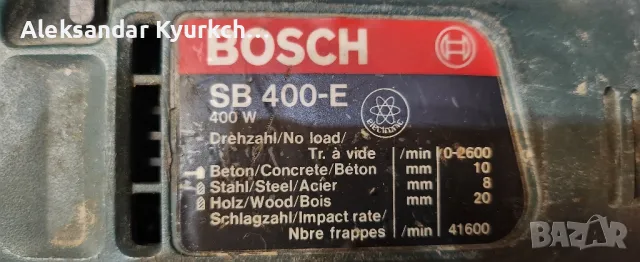 Aleksandar Kyurkch...
BOSCH
SB 400-E
400 W
electronic
Drehzahl/No load/
Tr. à vide /min 0-2600
Beton/Concrete/Béton mm 10
Stahl/Steel/Acier mm 8
Holz/Wood/Bois mm 20
Schlagzahl/Impact rate/
Nbre frappes /min 41600
BAZAR